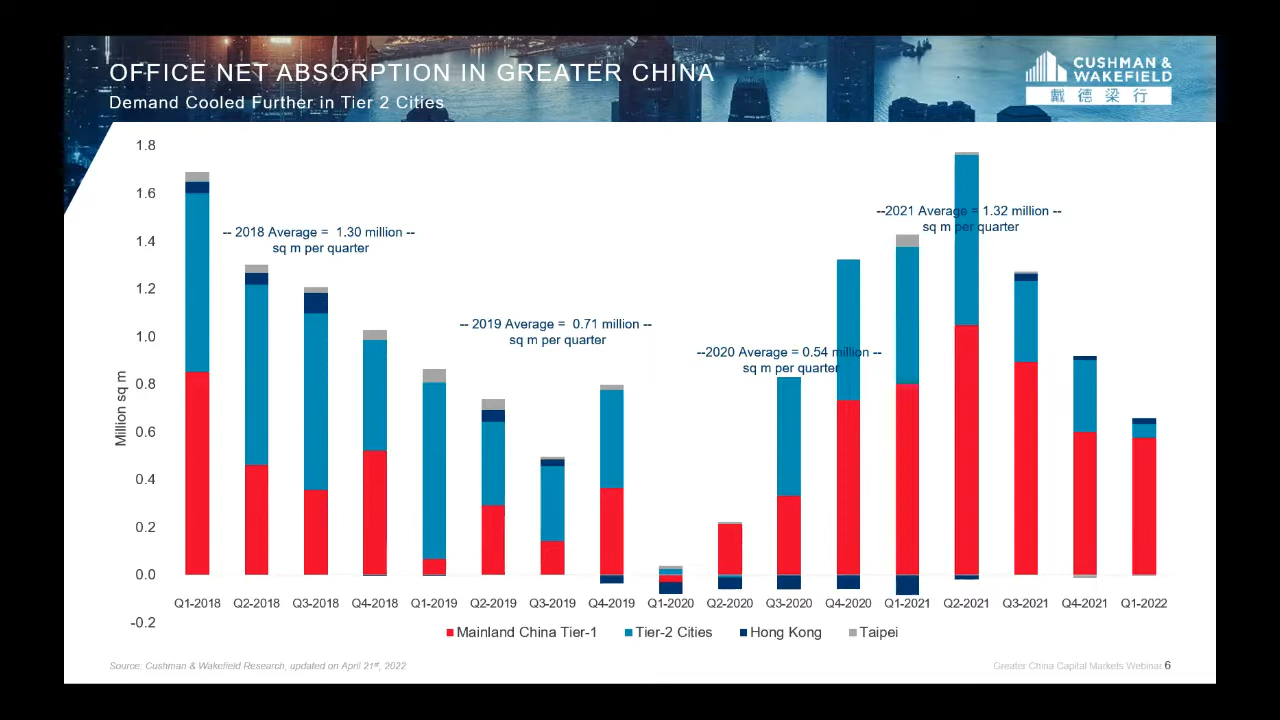 OFFICE NET ABSORPTION IN GREATER CHINA
Demand Cooled Further in Tier 2 Cities
CUSHMAN &
WAKEFIELD
戴德梁行
1.8
1.6
1.4
1.2
1.0
0.8
0.6
0.4
0.2
0.0
-0.2
Million sq m
-- 2018 Average = 1.30 million --
sq m per quarter
-- 2019 Average = 0.71 million --
sq m per quarter
--2020 Average = 0.54 million --
sq m per quarter
--2021 Average = 1.32 million --
sq m per quarter
Q1-2018 Q2-2018 Q3-2018 Q4-2018 Q1-2019 Q2-2019 Q3-2019 Q4-2019 Q1-2020 Q2-2020 Q3-2020 Q4-2020 Q1-2021 Q2-2021 Q3-2021 Q4-2021 Q1-2022
Mainland China Tier-1 Tier-2 Cities Hong Kong Taipei
Source: Cushman & Wakefield Research, updated on April 21st, 2022
Greater China Capital Markets Webinar 6